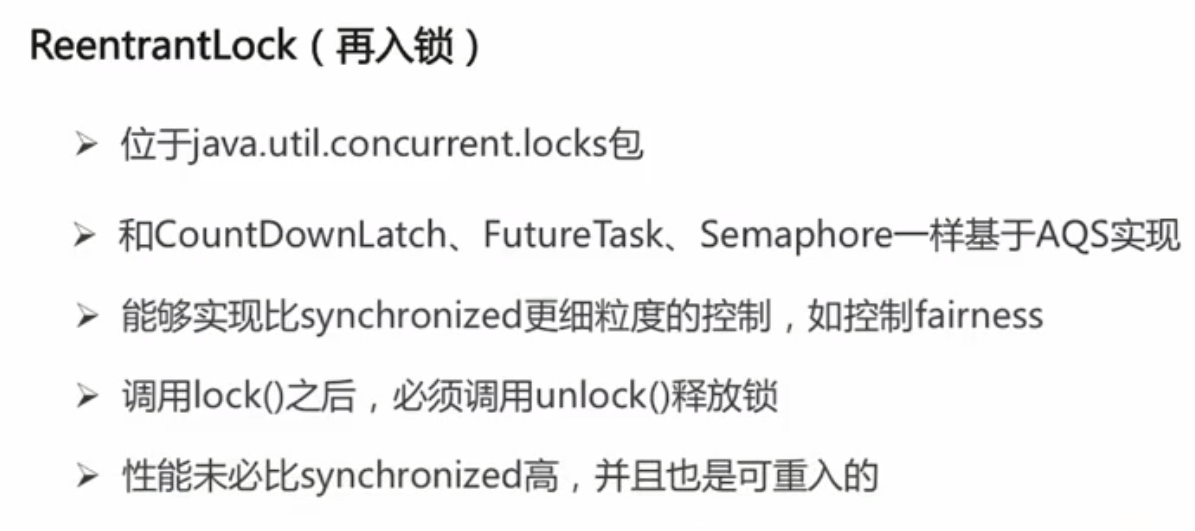 ReentrantLock（再入锁）
➢ 位于java.util.concurrent.locks包
➢ 和CountDownLatch、FutureTask、Semaphore一样基于AQS实现
➢ 能够实现比synchronized更细粒度的控制，如控制fairness
➢ 调用lock()之后，必须调用unlock()释放锁
➢ 性能未必比synchronized高，并且也是可重入的